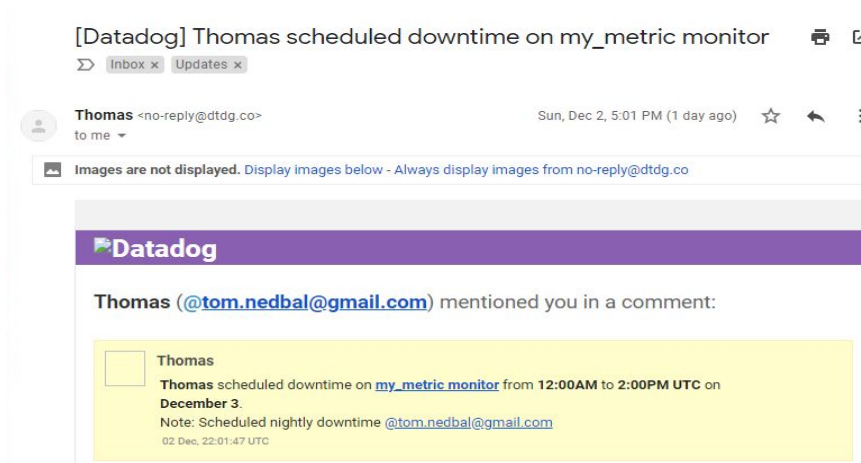 [Datadog] Thomas scheduled downtime on my_metric monitor
Inbox x Updates x
Thomas <no-reply@dtdg.co> Sun, Dec 2, 5:01 PM (1 day ago)
to me
Images are not displayed. Display images below - Always display images from no-reply@dtdg.co
Datadog
Thomas (@tom.nedbal@gmail.com) mentioned you in a comment:
Thomas
Thomas scheduled downtime on my_metric monitor from 12:00AM to 2:00PM UTC on
December 3.
Note: Scheduled nightly downtime @tom.nedbal@gmail.com
02 Dec, 22:01:47 UTC